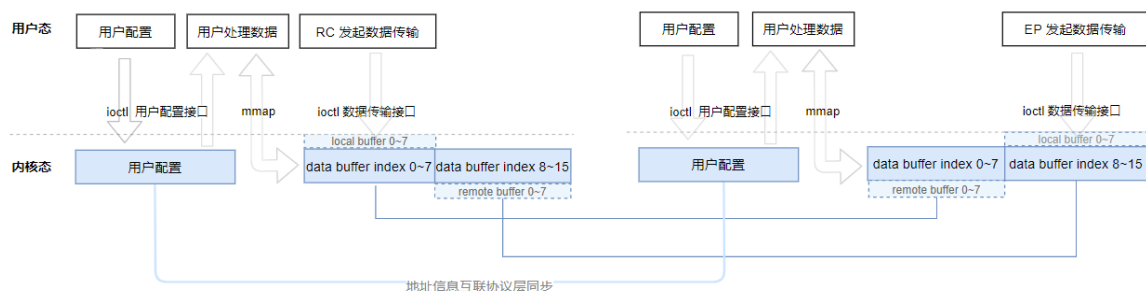 用户态
用户配置
用户处理数据
RC 发起数据传输
用户配置
用户处理数据
EP 发起数据传输
ioctl 用户配置接口
mmap
ioctl 数据传输接口
ioctl 用户配置接口
mmap
ioctl 数据传输接口
local buffer 0~7
local buffer 0~7
内核态
用户配置
data buffer index 0~7
data buffer index 8~15
用户配置
data buffer index 0~7
data buffer index 8~15
remote buffer 0~7
remote buffer 0~7
地址信息互联协议层同步